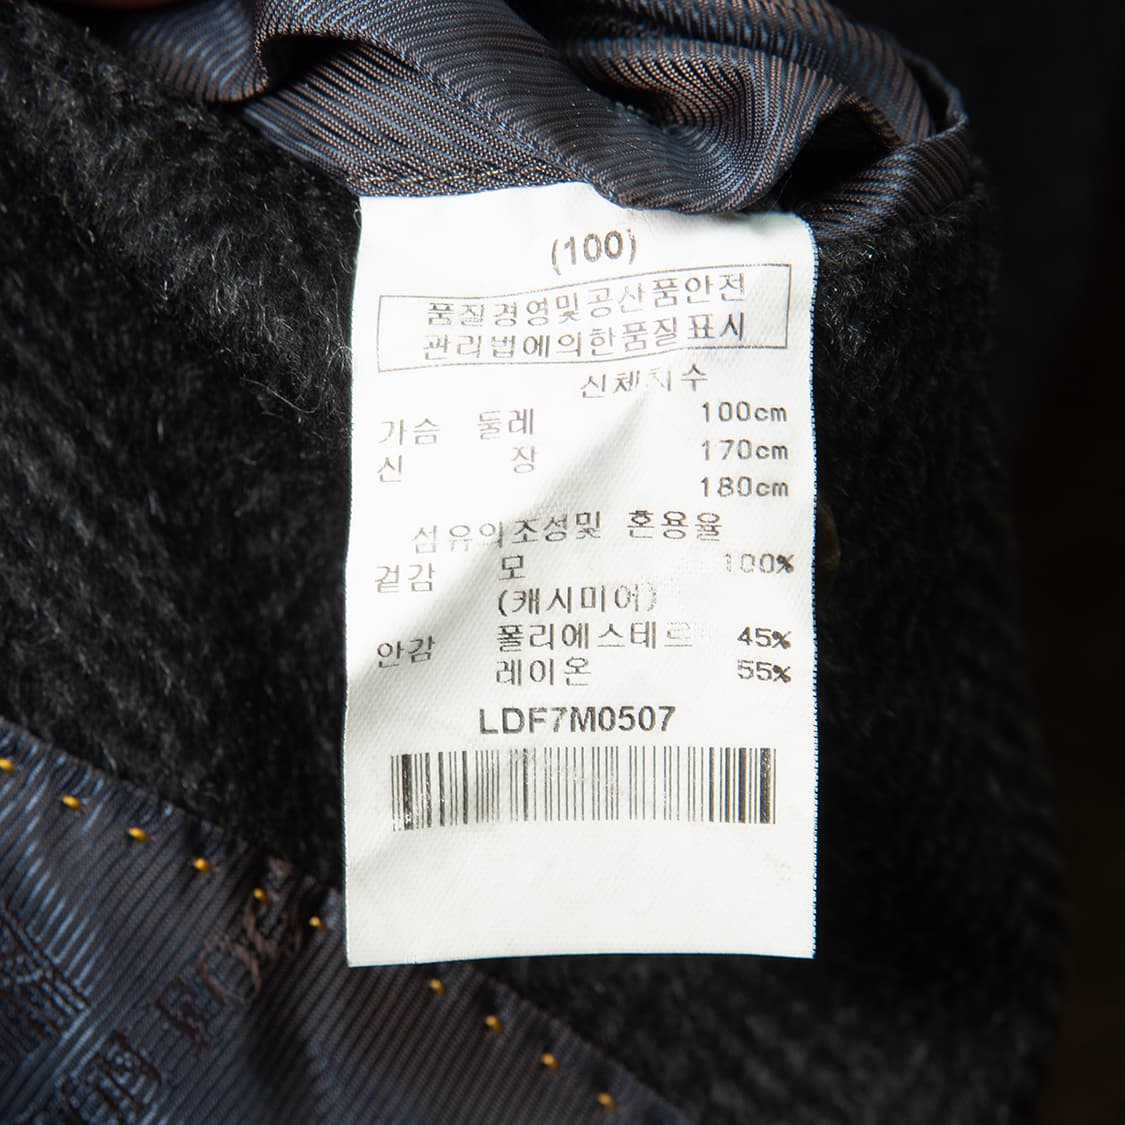 (100)
품질경영및공산품안전
관리법에의한품질표시
신체치수
가슴 둘레 100cm
신 장 170cm
180cm
섬유의조성및 혼용율
겉감 모 100%
(캐시미어)
안감 폴리에스테르 45%
레이온 55%
LDF7M0507